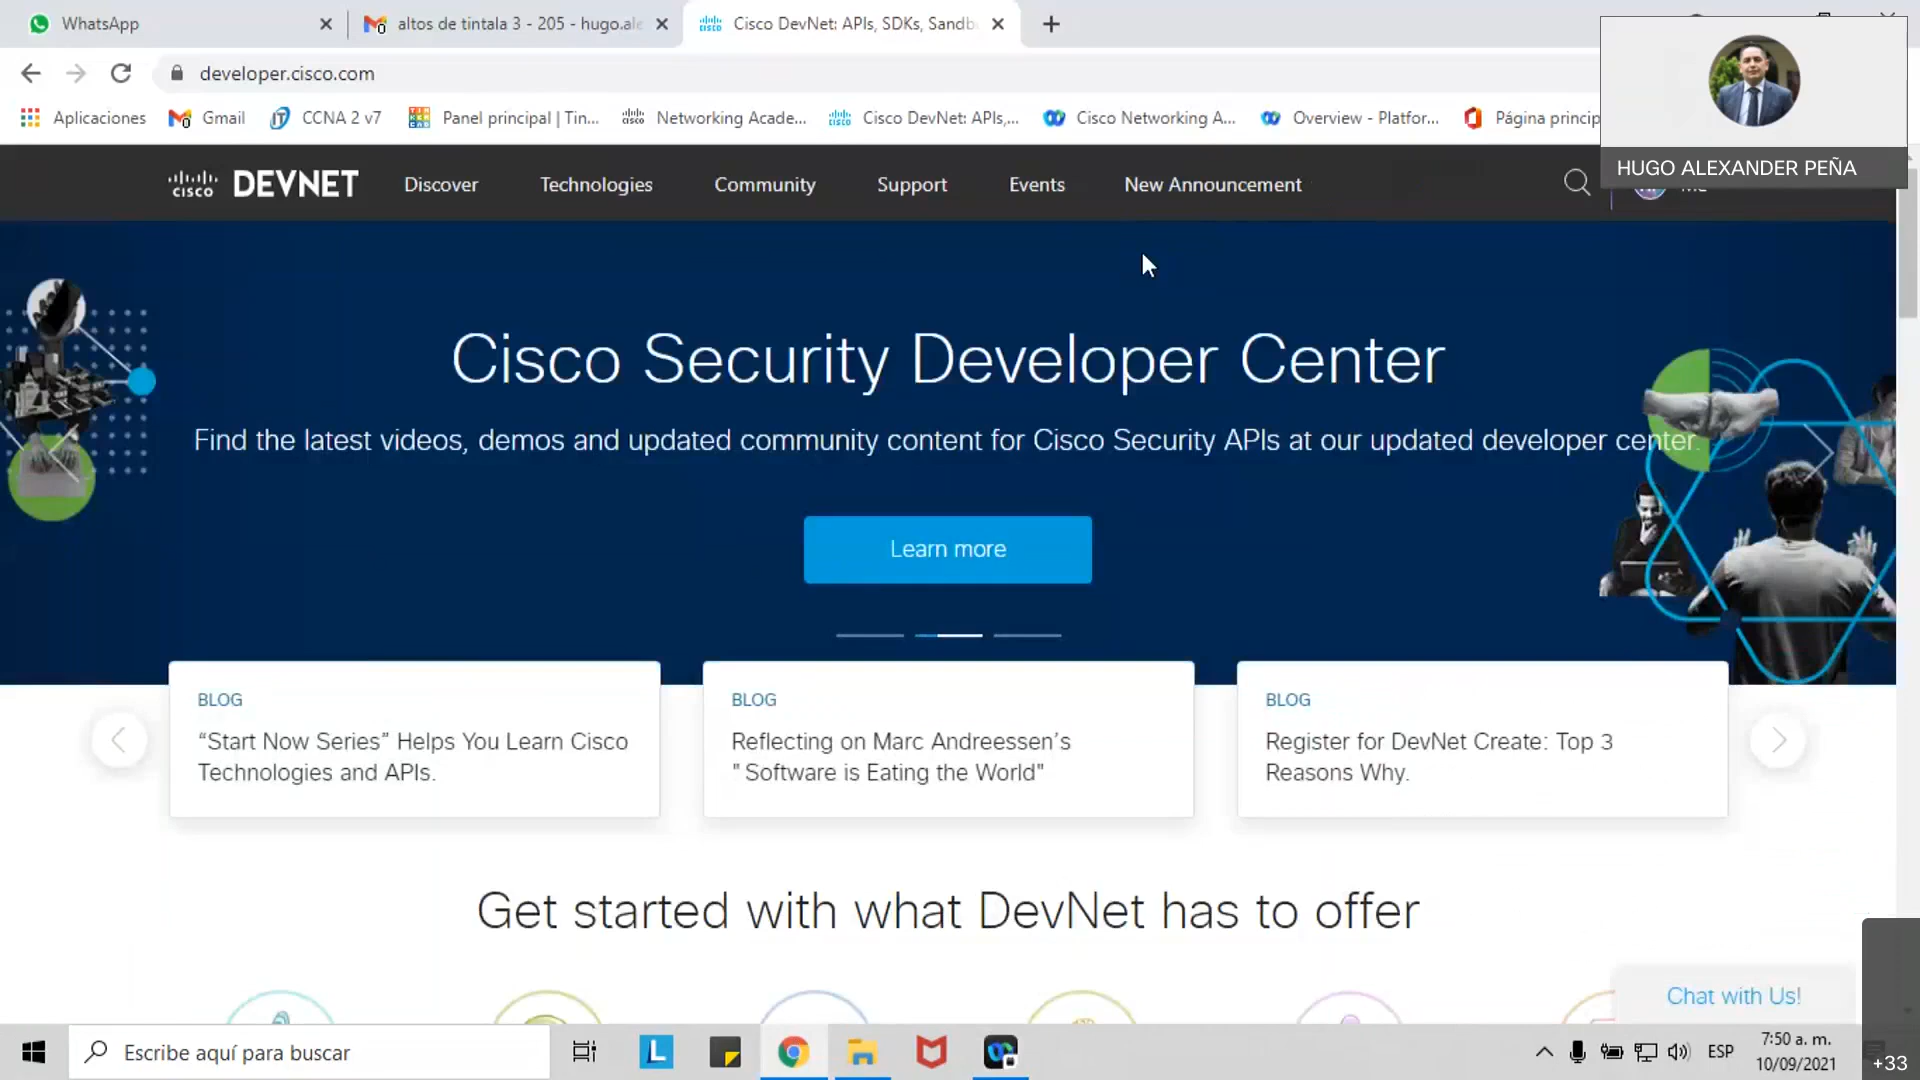 WhatsApp
altos de tintala 3 - 205 - hugo.ale
Cisco DevNet: APIs, SDKs, Sandb
developer.cisco.com
Aplicaciones
Gmail
CCNA 2 v7
Panel principal | Tin...
Networking Acade...
Cisco DevNet: APIs,...
Cisco Networking A...
Overview - Platfor...
Página princip
HUGO ALEXANDER PEÑA
CISCO DEVNET
Discover
Technologies
Community
Support
Events
New Announcement
Cisco Security Developer Center
Find the latest videos, demos and updated community content for Cisco Security APIs at our updated developer center.
Learn more
BLOG
“Start Now Series” Helps You Learn Cisco
Technologies and APIs.
BLOG
Reflecting on Marc Andreessen’s
"Software is Eating the World"
BLOG
Register for DevNet Create: Top 3
Reasons Why.
Get started with what DevNet has to offer
Chat with Us!
Escribe aquí para buscar
ESP
7:50 a. m.
10/09/2021
+33